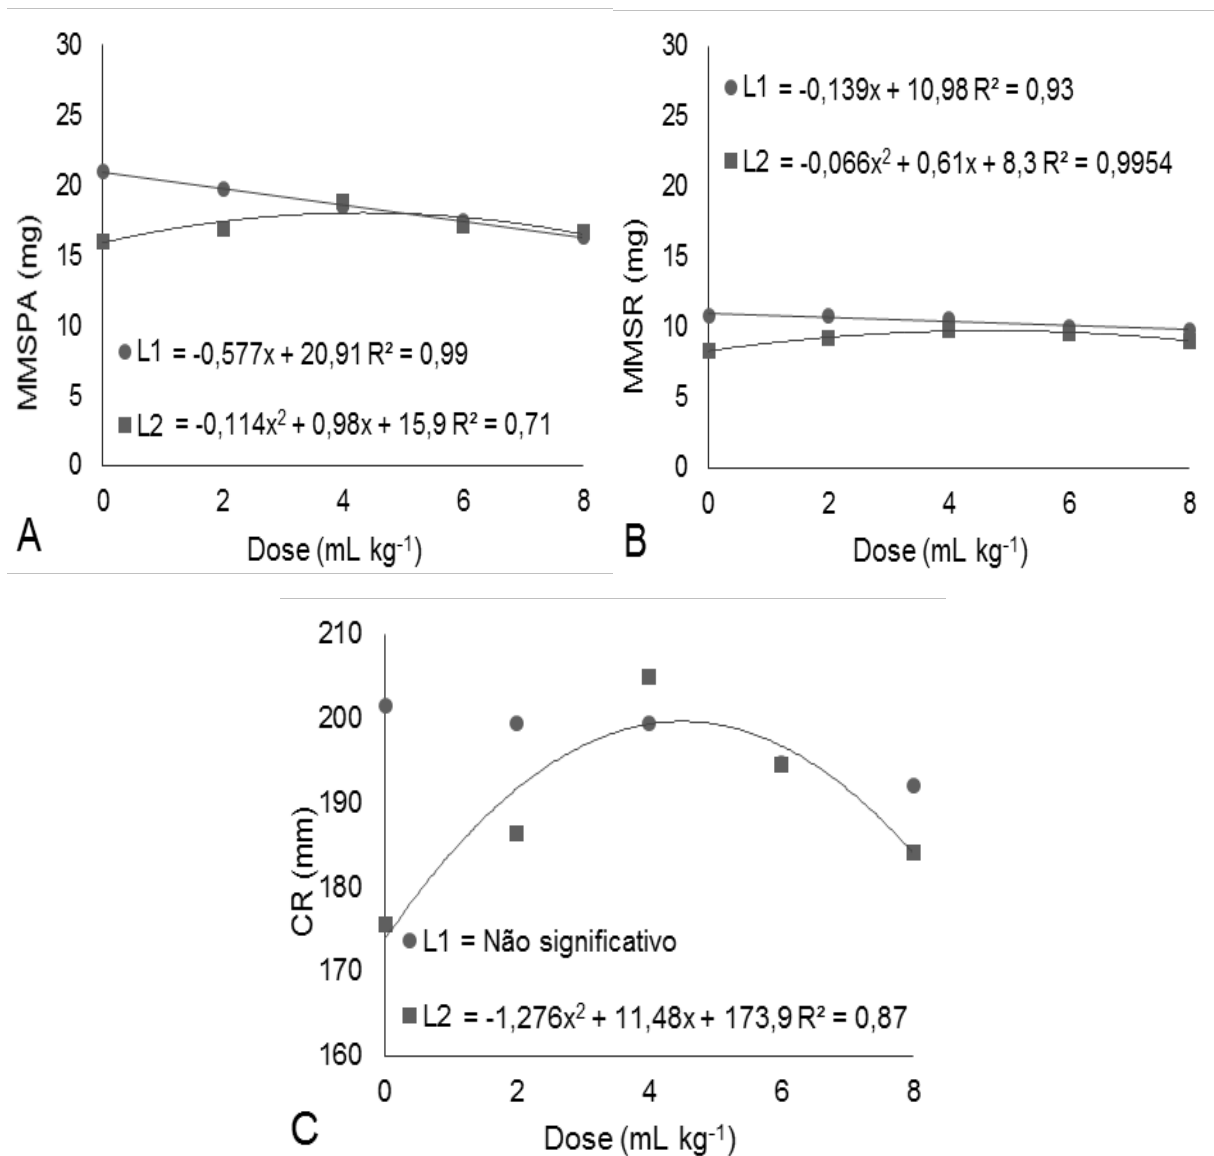 30
25
20
15
10
5
0
MMSPA (mg)
L1 = -0,577x + 20,91 R² = 0,99
L2 = -0,114x² + 0,98x + 15,9 R² = 0,71
0 2 4 6 8
Dose (mL kg⁻¹)
A
30
25
20
15
10
5
0
MMSR (mg)
L1 = -0,139x + 10,98 R² = 0,93
L2 = -0,066x² + 0,61x + 8,3 R² = 0,9954
0 2 4 6 8
Dose (mL kg⁻¹)
B
210
200
190
180
170
160
CR (mm)
L1 = Não significativo
L2 = -1,276x² + 11,48x + 173,9 R² = 0,87
0 2 4 6 8
Dose (mL kg⁻¹)
C